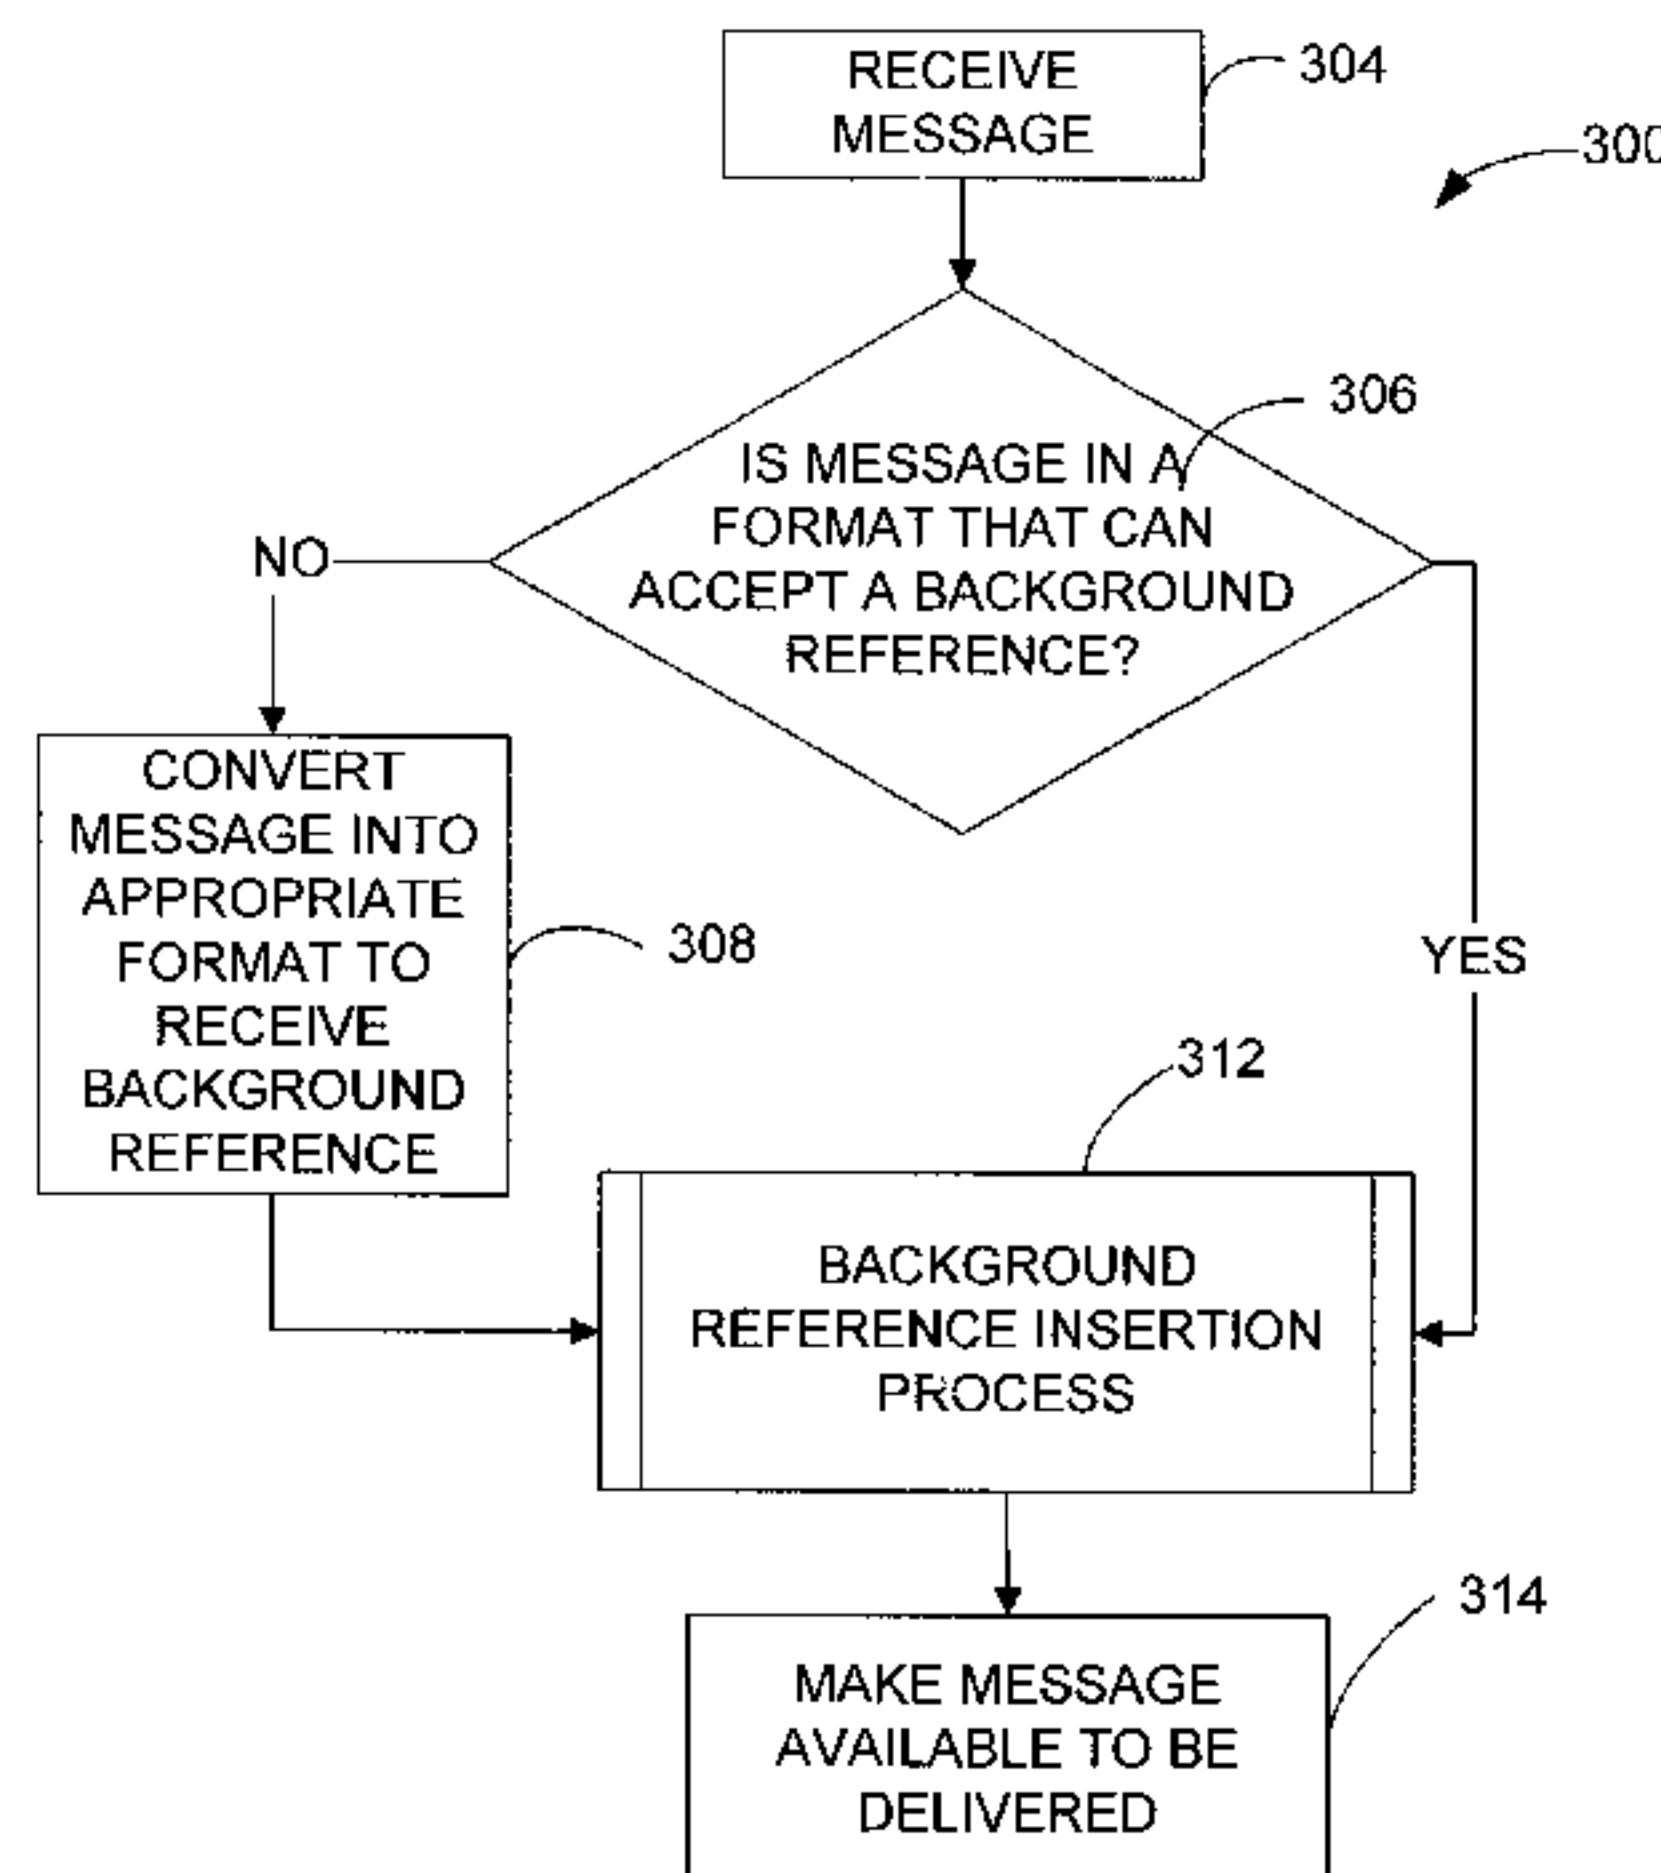 RECEIVE
MESSAGE
304
300
306
IS MESSAGE IN A
FORMAT THAT CAN
ACCEPT A BACKGROUND
REFERENCE?
NO
YES
CONVERT
MESSAGE INTO
APPROPRIATE
FORMAT TO
RECEIVE
BACKGROUND
REFERENCE
308
312
BACKGROUND
REFERENCE INSERTION
PROCESS
314
MAKE MESSAGE
AVAILABLE TO BE
DELIVERED